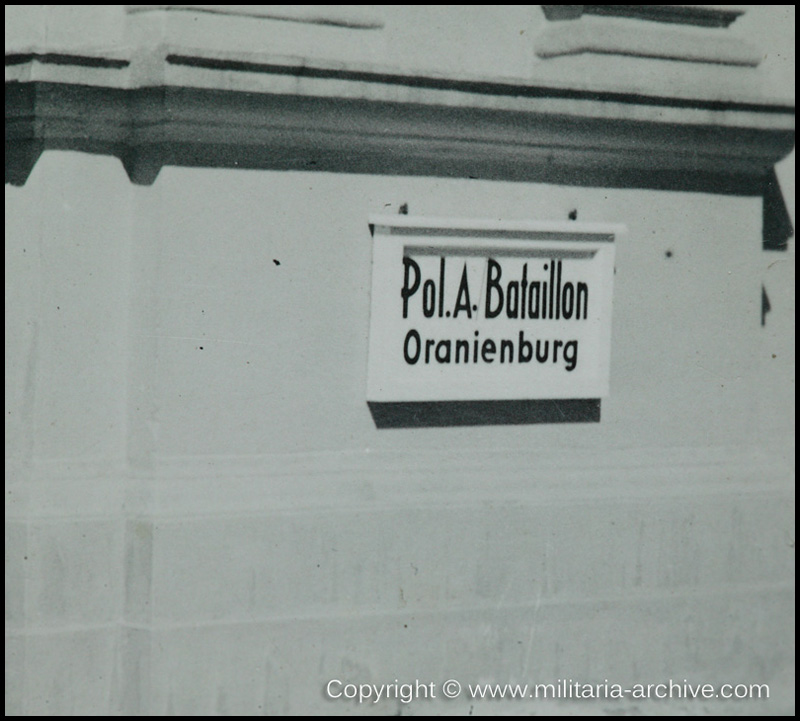 Pol. A. Bataillon
Oranienburg
Copyright © www.militaria-archive.com